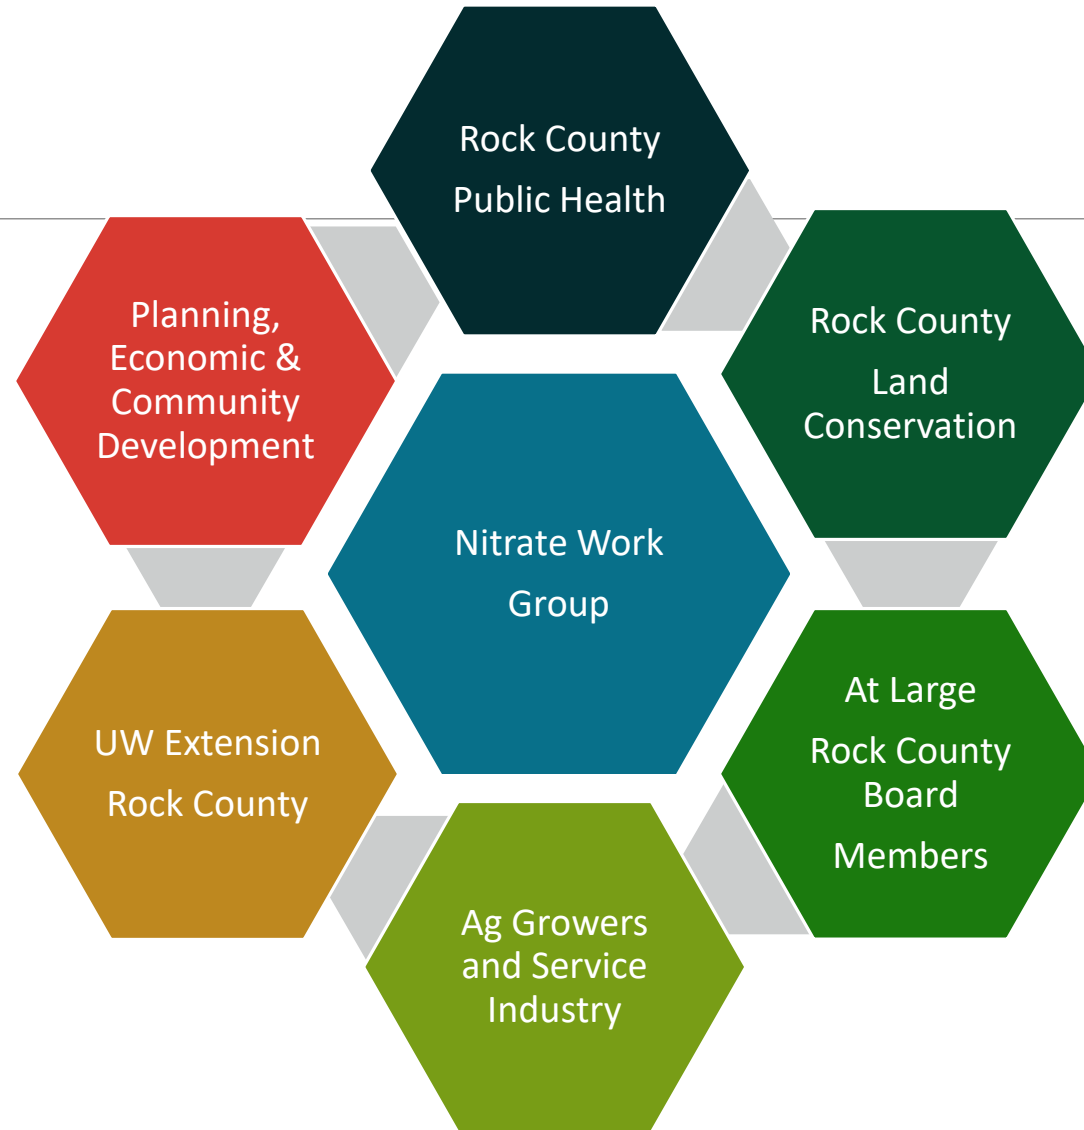 Rock County
Public Health
Planning,
Economic &
Community
Development
Rock County
Land
Conservation
Nitrate Work
Group
UW Extension
Rock County
At Large
Rock County
Board
Members
Ag Growers
and Service
Industry